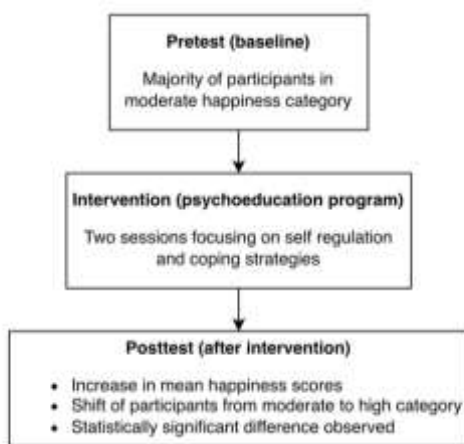 Pretest (baseline)
Majority of participants in
moderate happiness category
Intervention (psychoeducation program)
Two sessions focusing on self regulation
and coping strategies
Posttest (after intervention)
• Increase in mean happiness scores
• Shift of participants from moderate to high category
• Statistically significant difference observed